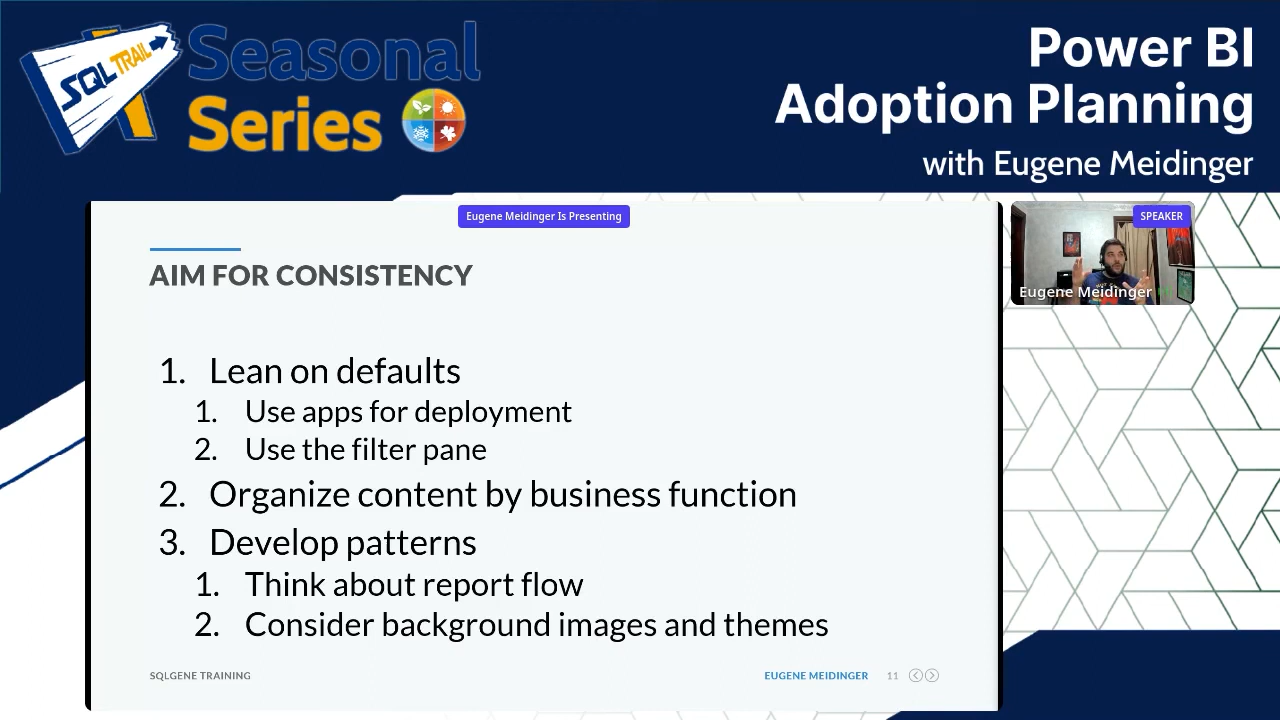 SQL TRAIL
Seasonal
Series
Power BI
Adoption Planning
with Eugene Meidinger
Eugene Meidinger Is Presenting
SPEAKER
Eugene Meidinger
AIM FOR CONSISTENCY
1. Lean on defaults
1. Use apps for deployment
2. Use the filter pane
2. Organize content by business function
3. Develop patterns
1. Think about report flow
2. Consider background images and themes
SQLGENE TRAINING
EUGENE MEIDINGER 11